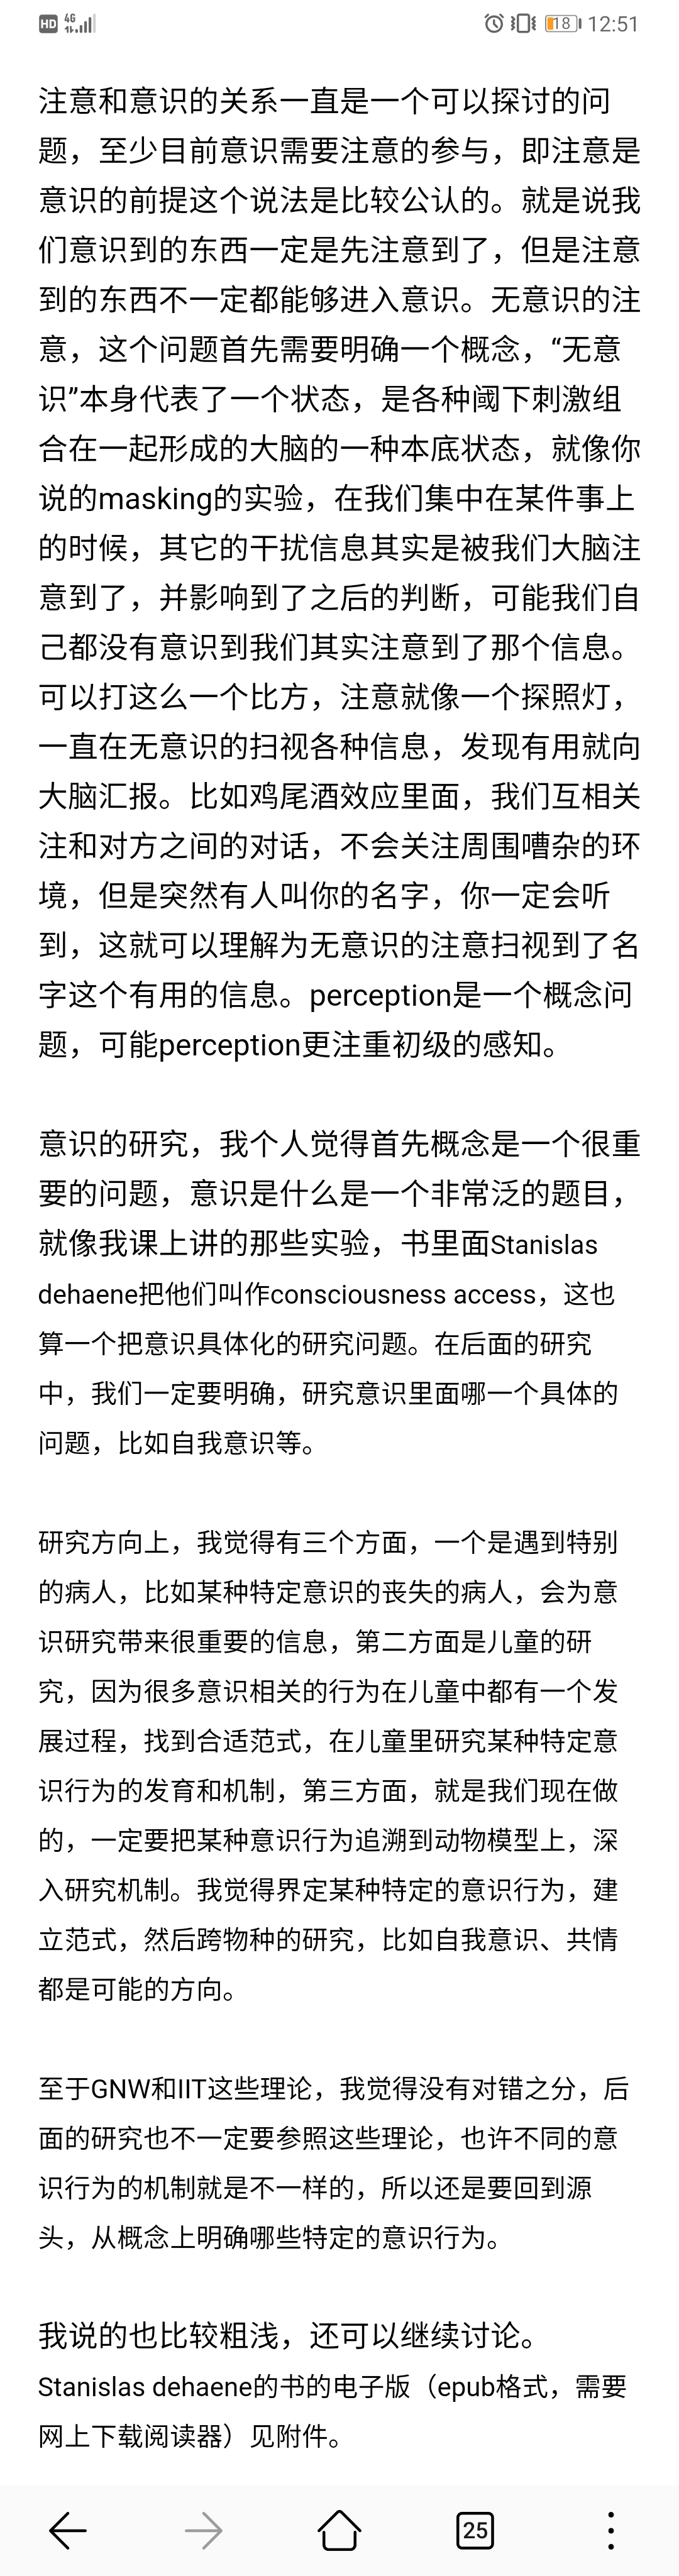 HD 4G 18 12:51
注意和意识的关系一直是一个可以探讨的问
题，至少目前意识需要注意的参与，即注意是
意识的前提这个说法是比较公认的。就是说我
们意识到的东西一定是先注意到了，但是注意
到的东西不一定都能够进入意识。无意识的注
意，这个问题首先需要明确一个概念，“无意
识”本身代表了一个状态，是各种阈下刺激组
合在一起形成的大脑的一种本底状态，就像你
说的masking的实验，在我们集中在某件事上
的时候，其它的干扰信息其实是被我们大脑注
意到了，并影响到了之后的判断，可能我们自
己都没有意识到我们其实注意到了那个信息。
可以打这么一个比方，注意就像一个探照灯，
一直在无意识的扫视各种信息，发现有用就向
大脑汇报。比如鸡尾酒效应里面，我们互相关
注和对方之间的对话，不会关注周围嘈杂的环
境，但是突然有人叫你的名字，你一定会听
到，这就可以理解为无意识的注意扫视到了名
字这个有用的信息。perception是一个概念问
题，可能perception更注重初级的感知。
意识的研究，我个人觉得首先概念是一个很重
要的问题，意识是什么是一个非常泛的题目，
就像我课上讲的那些实验，书里面Stanislas
dehaene把他们叫作consciousness access，这也
算一个把意识具体化的研究问题。在后面的研究
中，我们一定要明确，研究意识里面哪一个具体的
问题，比如自我意识等。
研究方向上，我觉得有三个方面，一个是遇到特别
的病人，比如某种特定意识的丧失的病人，会为意
识研究带来很重要的信息，第二方面是儿童的研
究，因为很多意识相关的行为在儿童中都有一个发
展过程，找到合适范式，在儿童里研究某种特定意
识行为的发育和机制，第三方面，就是我们现在做
的，一定要把某种意识行为追溯到动物模型上，深
入研究机制。我觉得界定某种特定的意识行为，建
立范式，然后跨物种的研究，比如自我意识、共情
都是可能的方向。
至于GNW和IIT这些理论，我觉得没有对错之分，后
面的研究也不一定要参照这些理论，也许不同的意
识行为的机制就是不一样的，所以还是要回到源
头，从概念上明确哪些特定的意识行为。
我说的也比较粗浅，还可以继续讨论。
Stanislas dehaene的书的电子版（epub格式，需要
网上下载阅读器）见附件。
25